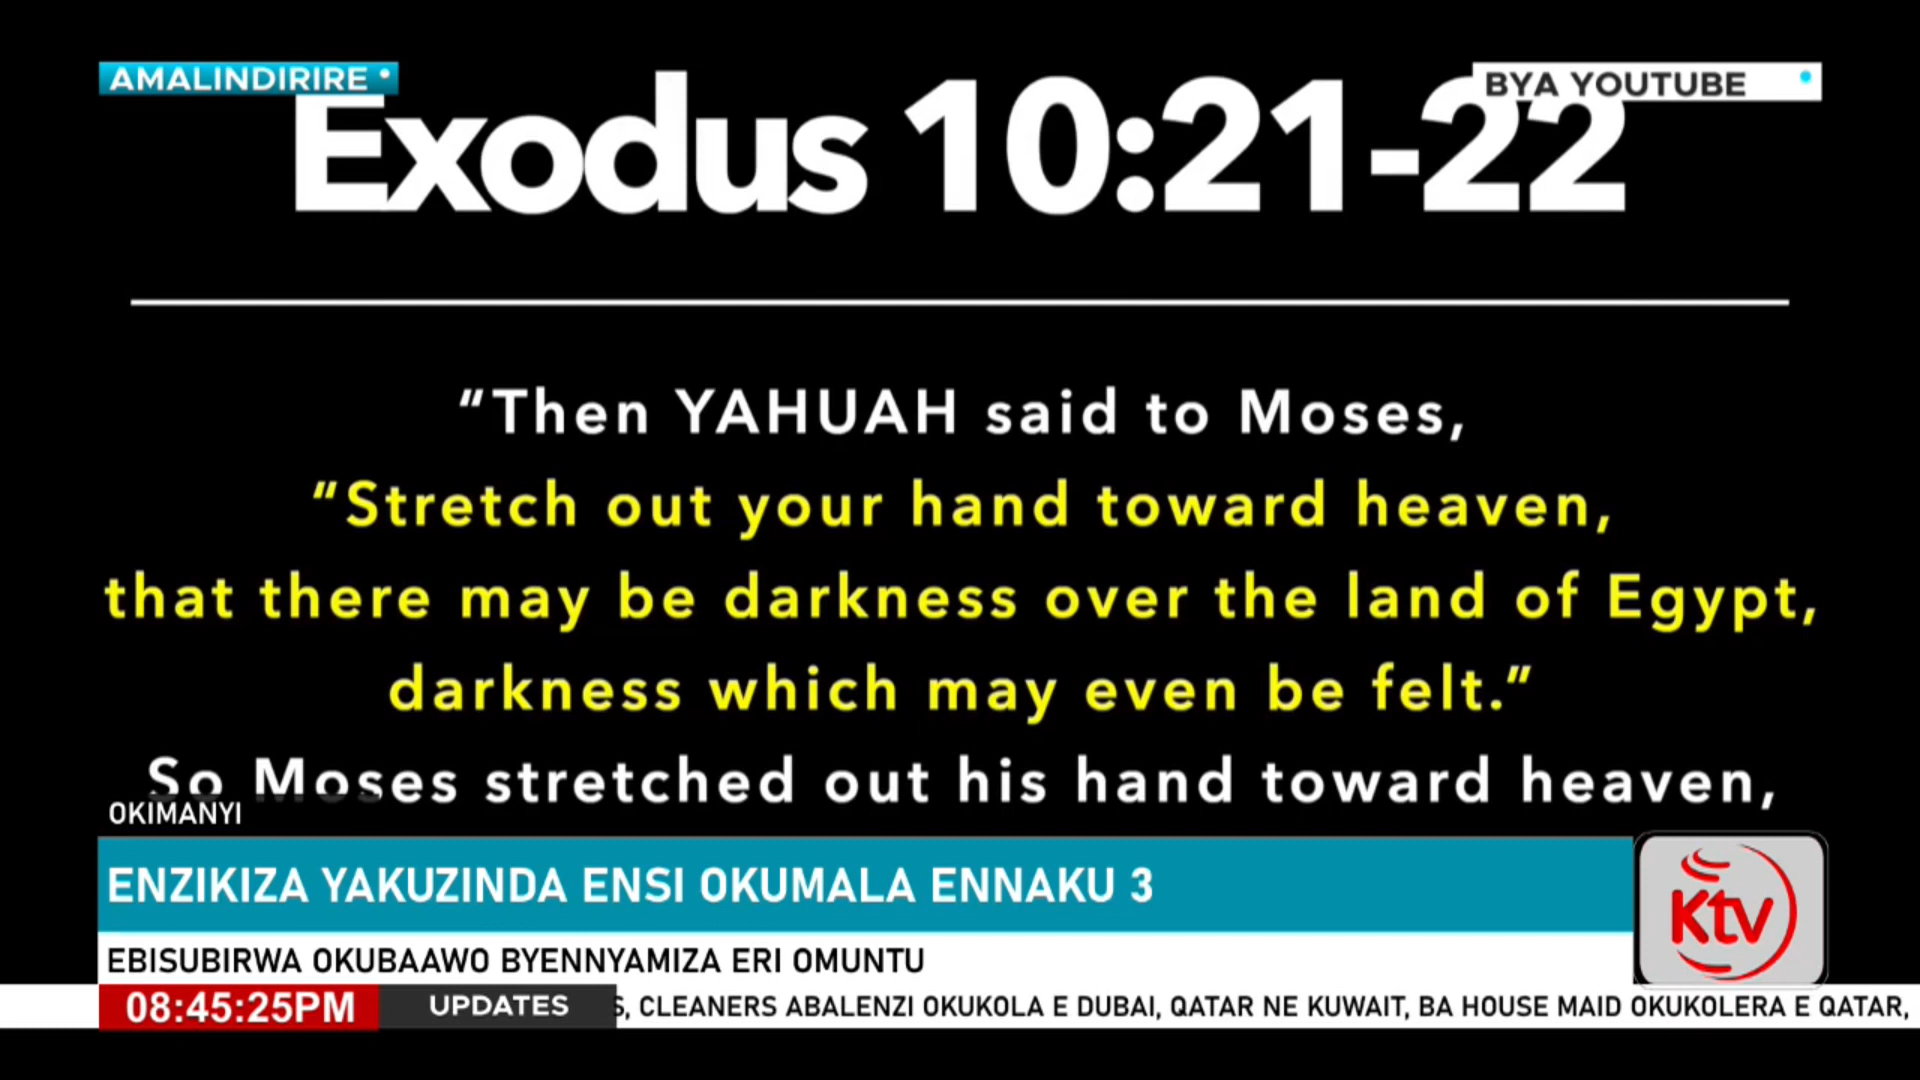 AMALINDIRIRE
BYA YOUTUBE
Exodus 10:21-22
“Then YAHUAH said to Moses,
“Stretch out your hand toward heaven,
that there may be darkness over the land of Egypt,
darkness which may even be felt.”
So Moses stretched out his hand toward heaven,
OKIMANYI
ENZIKIZA YAKUZINDA ENSI OKUMALA ENNAKU 3
Ktv
EBISUBIRWA OKUBAAWO BYENNYAMIZA ERI OMUNTU
08:45:25PM UPDATES S, CLEANERS ABALENZI OKUKOLA E DUBAI, QATAR NE KUWAIT, BA HOUSE MAID OKUKOLERA E QATAR,